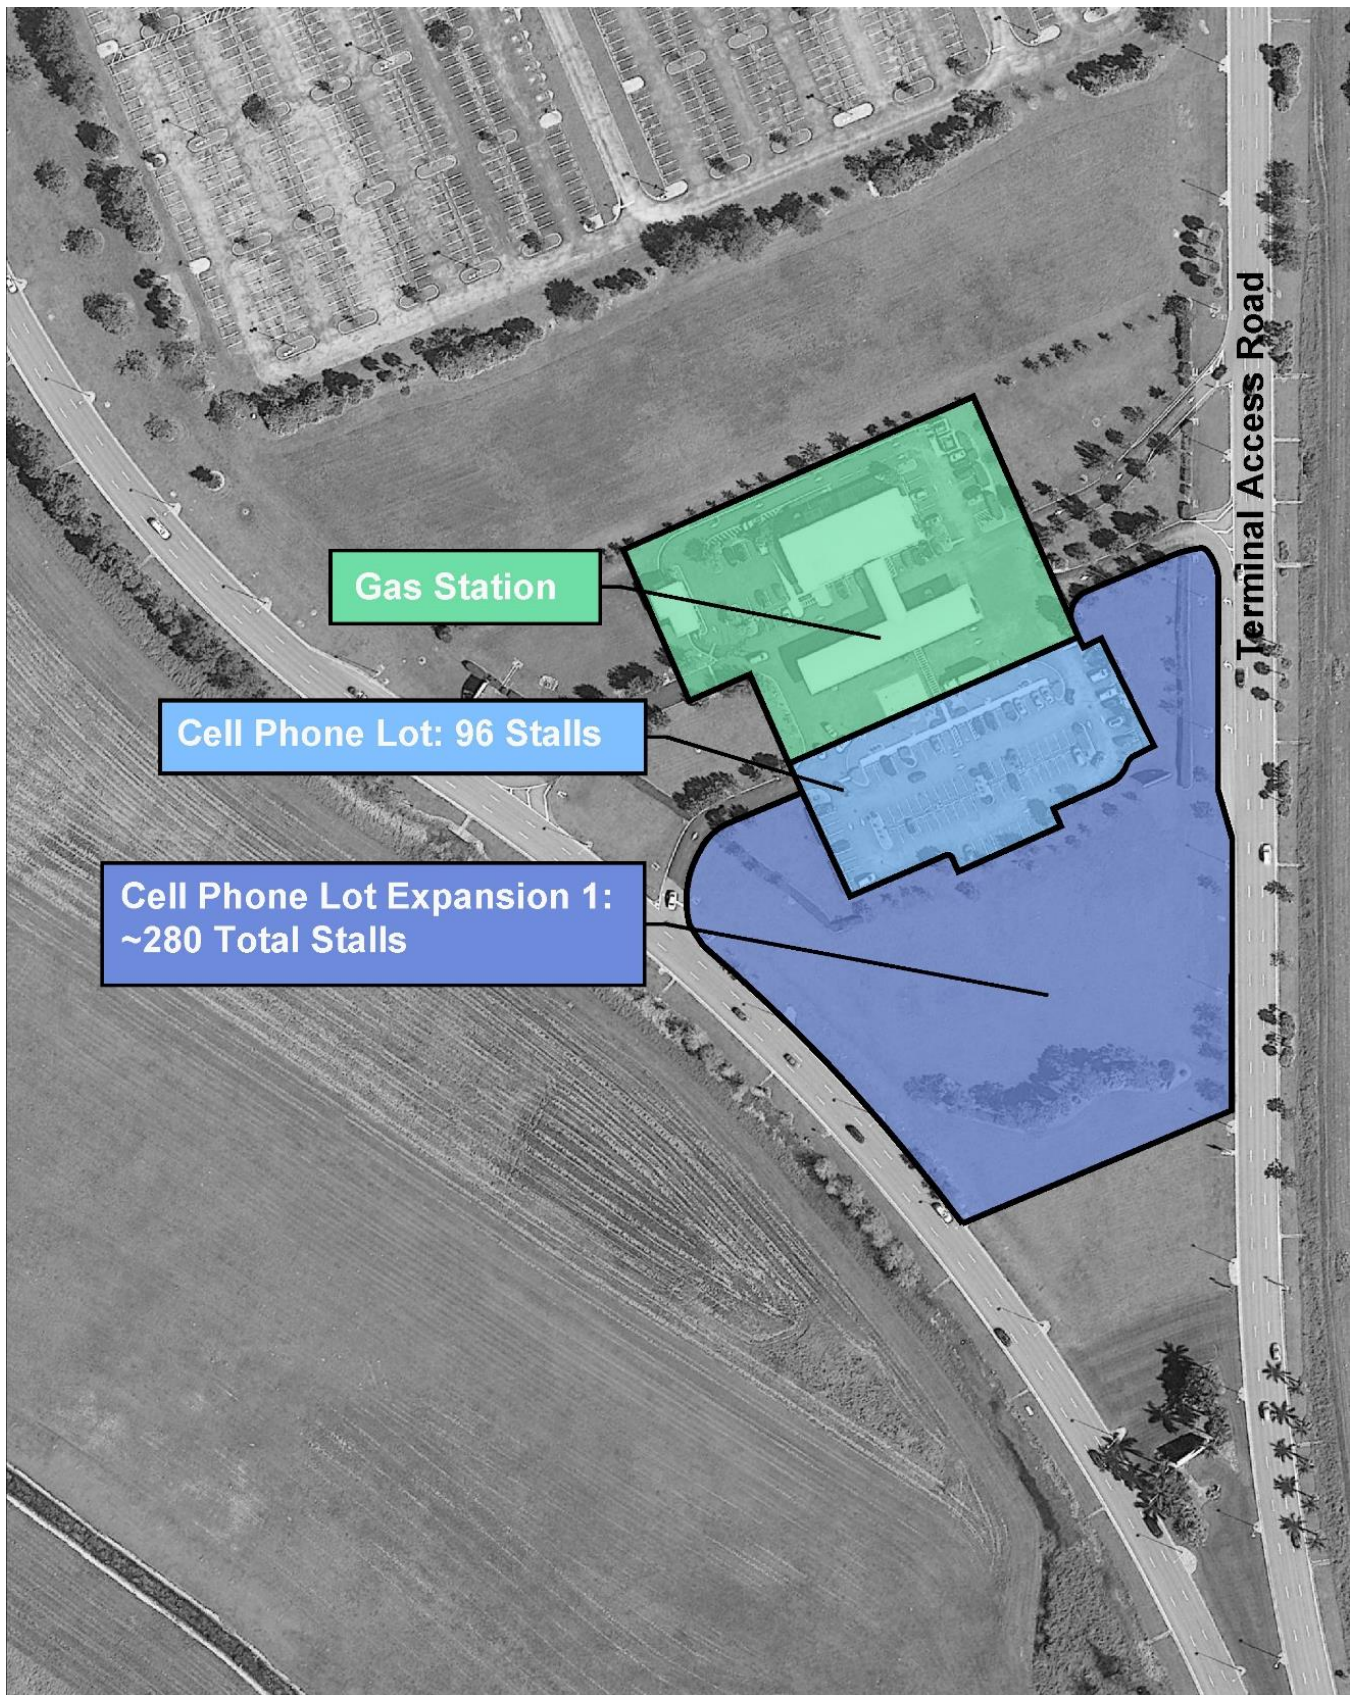 Terminal Access Road
Gas Station
Cell Phone Lot: 96 Stalls
Cell Phone Lot Expansion 1:
~280 Total Stalls